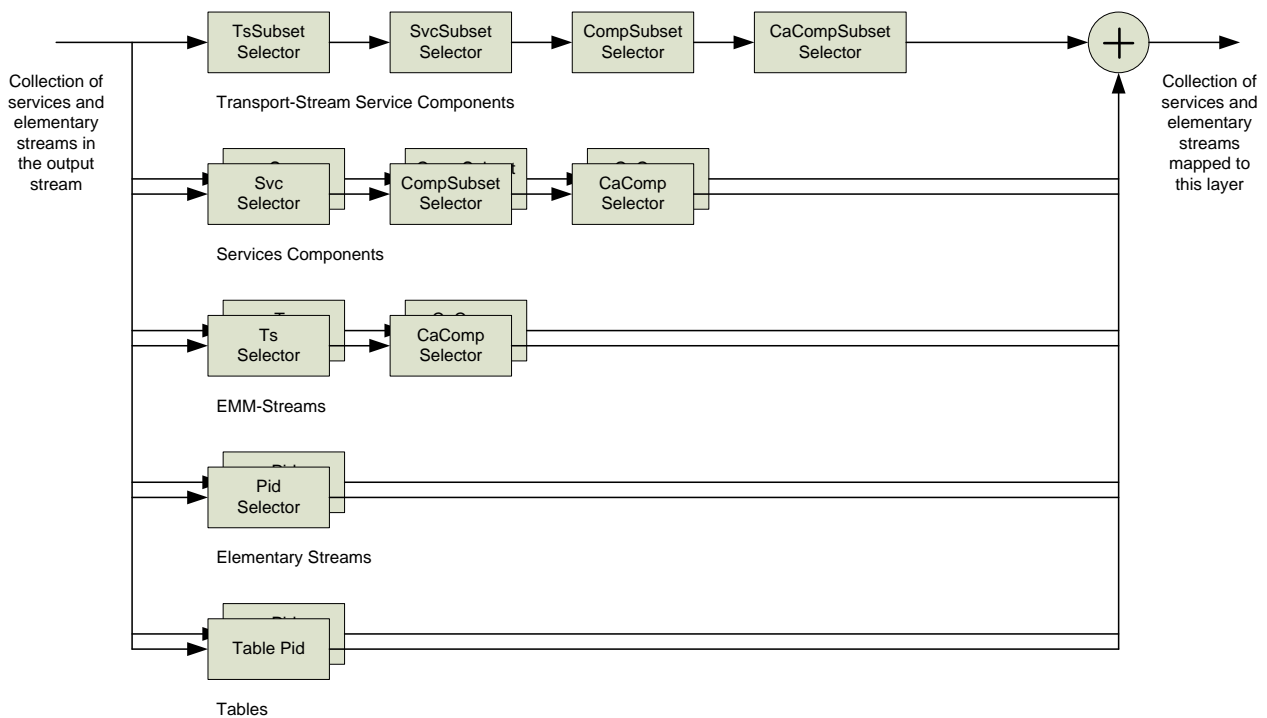 TsSubset
Selector
SvcSubset
Selector
CompSubset
Selector
CaCompSubset
Selector
+
Collection of
services and
elementary
streams in
the output
stream
Collection of
services and
elementary
streams
mapped to
this layer
Transport-Stream Service Components
Svc
Selector
CompSubset
Selector
CaComp
Selector
Services Components
Ts
Selector
CaComp
Selector
EMM-Streams
Pid
Selector
Elementary Streams
Table Pid
Tables